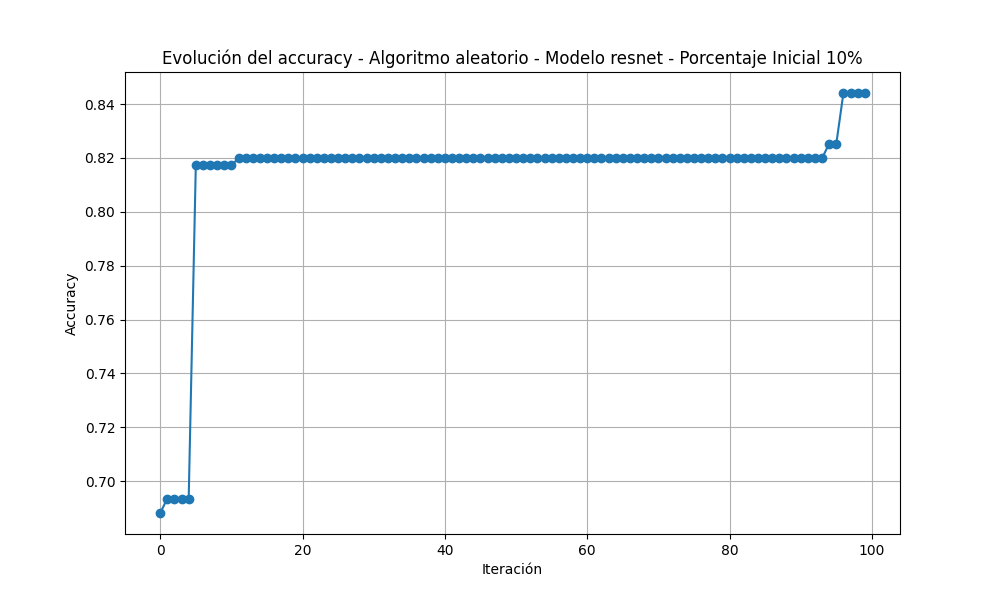 Evolución del accuracy - Algoritmo aleatorio - Modelo resnet - Porcentaje Inicial 10%
0.84
0.82
0.80
0.78
0.76
0.74
0.72
0.70
Accuracy
0 20 40 60 80 100
Iteración